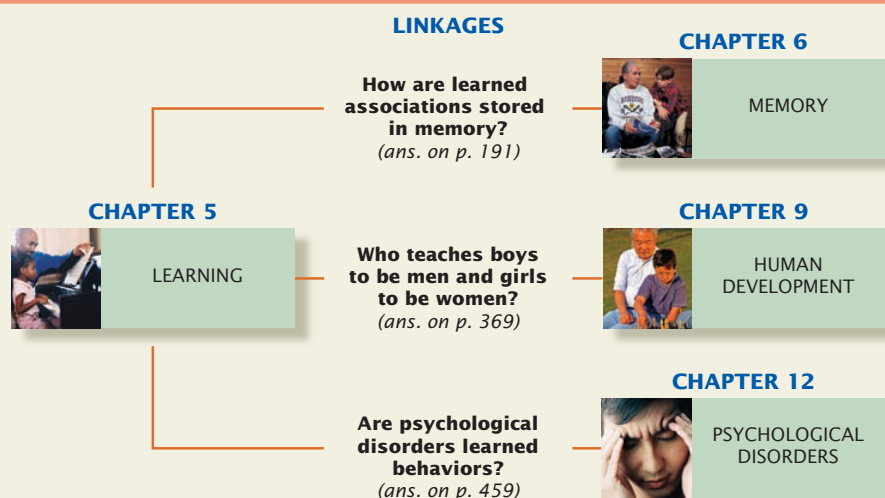 LINKAGES
CHAPTER 5
LEARNING
How are learned
associations stored
in memory?
(ans. on p. 191)
CHAPTER 6
MEMORY
Who teaches boys
to be men and girls
to be women?
(ans. on p. 369)
CHAPTER 9
HUMAN
DEVELOPMENT
Are psychological
disorders learned
behaviors?
(ans. on p. 459)
CHAPTER 12
PSYCHOLOGICAL
DISORDERS